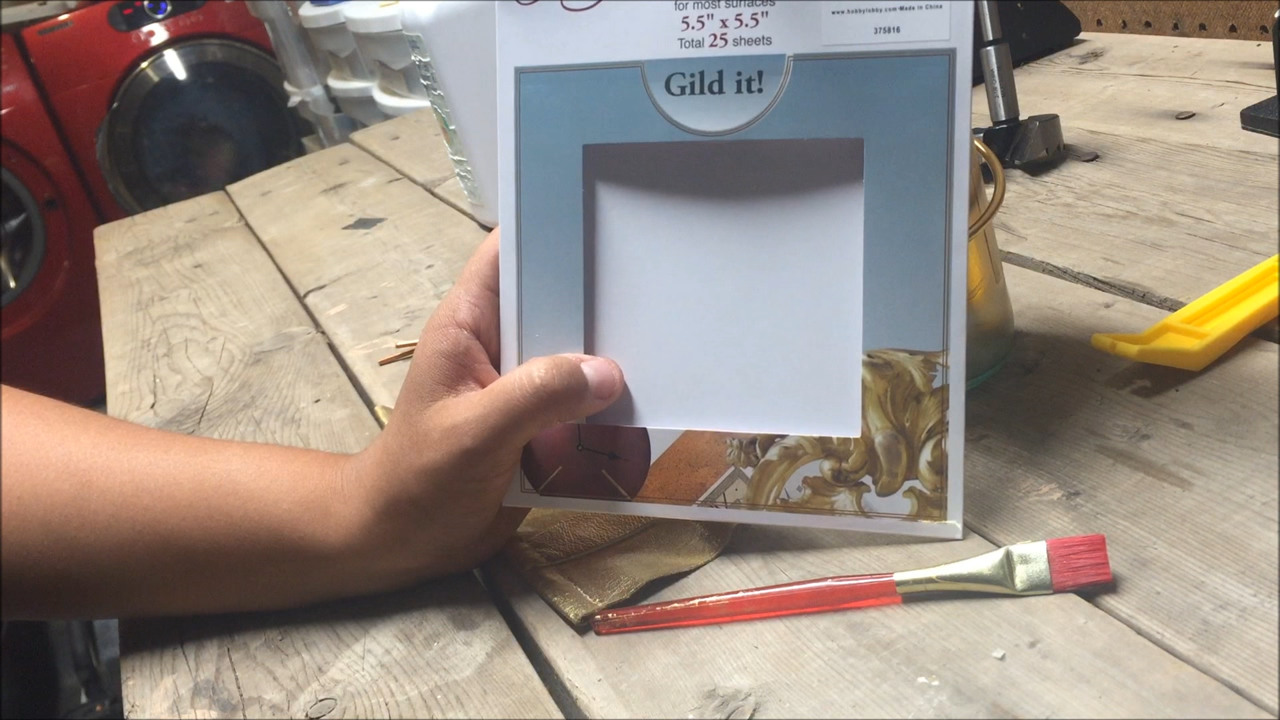 for most surfaces
5.5" x 5.5"
Total 25 sheets
www.hobbylobby.com·Made in China
375816
Gild it!